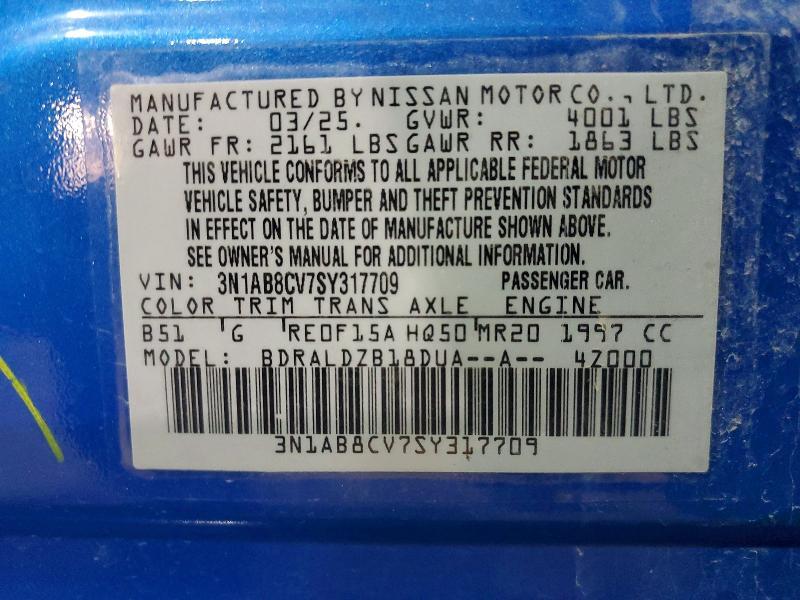 MANUFACTURED BY NISSAN MOTOR CO., LTD.
DATE: 03/25. GVWR: 4001 LBS
GAWR FR: 2161 LBS GAWR RR: 1863 LBS
THIS VEHICLE CONFORMS TO ALL APPLICABLE FEDERAL MOTOR
VEHICLE SAFETY, BUMPER AND THEFT PREVENTION STANDARDS
IN EFFECT ON THE DATE OF MANUFACTURE SHOWN ABOVE.
SEE OWNER'S MANUAL FOR ADDITIONAL INFORMATION.
VIN: 3N1AB8CV7SY317709 PASSENGER CAR.
COLOR TRIM TRANS AXLE ENGINE
B51 G RE0F15A HQ50 MR20 1997 CC
MODEL: BDRALDZB18DUA--A-- 4Z000
3N1AB8CV7SY317709